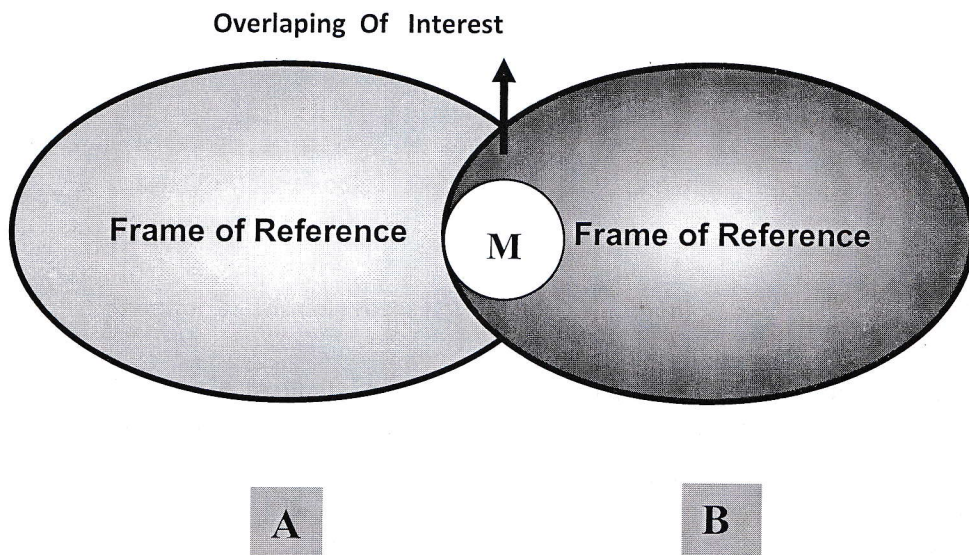 Overlaping Of Interest
Frame of Reference
M
Frame of Reference
A
B